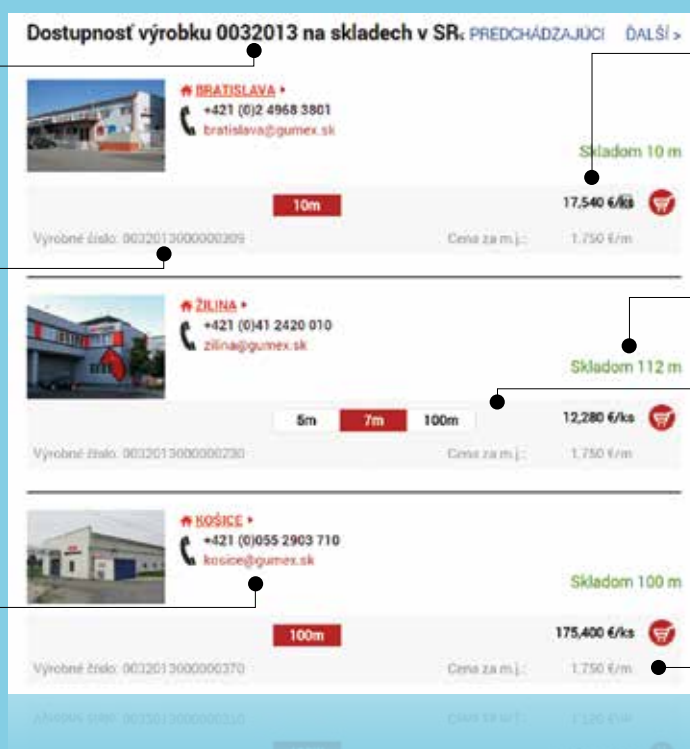 Dostupnosť výrobku 0032013 na skladech v SR
< PREDCHÁDZAJÚCÍ ĎALŠÍ >
BRATISLAVA
+421 (0)2 4968 3801
bratislava@gumex.sk
Skladom 10 m
10m 17,540 €/ks
Výrobné číslo: 0032013000000309 Cena za m.j.: 1,750 €/m
ŽILINA
+421 (0)41 2420 010
zilina@gumex.sk
Skladom 112 m
5m 7m 100m 12,280 €/ks
Výrobné číslo: 0032013000000230 Cena za m.j.: 1,750 €/m
KOŠICE
+421 (0)055 2903 710
kosice@gumex.sk
Skladom 100 m
100m 175,400 €/ks
Výrobné číslo: 0032013000000370 Cena za m.j.: 1,750 €/m